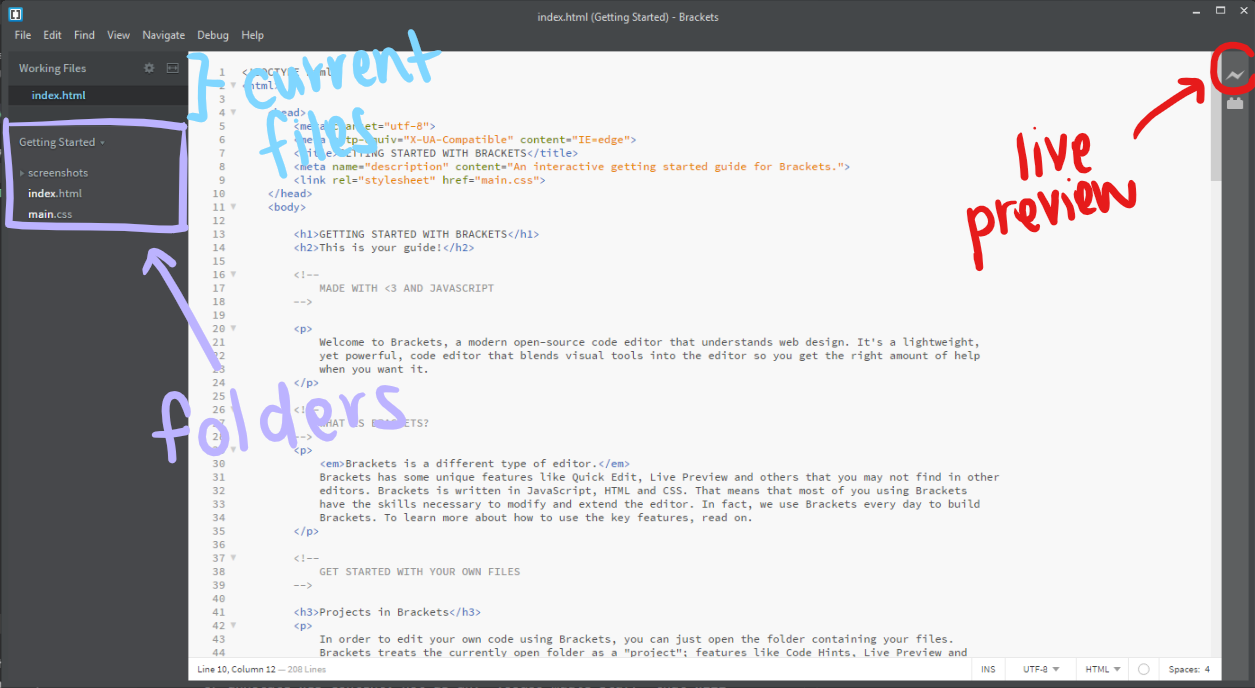 index.html (Getting Started) - Brackets
File Edit Find View Navigate Debug Help
Working Files
index.html
Getting Started
screenshots
index.html
main.css
current
files
folders
live
preview
1
2
3
4 head>
5 <meta charset="utf-8">
6 content="IE=edge">
7 GETTING STARTED WITH BRACKETS</title>
8 <meta name="description" content="An interactive getting started guide for Brackets.">
9 <link rel="stylesheet" href="main.css">
10 </head>
11 <body>
12
13 <h1>GETTING STARTED WITH BRACKETS</h1>
14 <h2>This is your guide!</h2>
15
16 <!--
17 MADE WITH <3 AND JAVASCRIPT
18 -->
19
20 <p>
21 Welcome to Brackets, a modern open-source code editor that understands web design. It's a lightweight,
22 yet powerful, code editor that blends visual tools into the editor so you get the right amount of help
23 when you want it.
24 </p>
25
26
27
28
29 <p>
30 <em>Brackets is a different type of editor.</em>
31 Brackets has some unique features like Quick Edit, Live Preview and others that you may not find in other
32 editors. Brackets is written in JavaScript, HTML and CSS. That means that most of you using Brackets
33 have the skills necessary to modify and extend the editor. In fact, we use Brackets every day to build
34 Brackets. To learn more about how to use the key features, read on.
35 </p>
36
37 <!--
38 GET STARTED WITH YOUR OWN FILES
39 -->
40
41 <h3>Projects in Brackets</h3>
42 <p>
43 In order to edit your own code using Brackets, you can just open the folder containing your files.
44 Brackets treats the currently open folder as a "project"; features like Code Hints, Live Preview and
Line 10, Column 12 — 208 Lines
INS UTF-8 HTML Spaces: 4